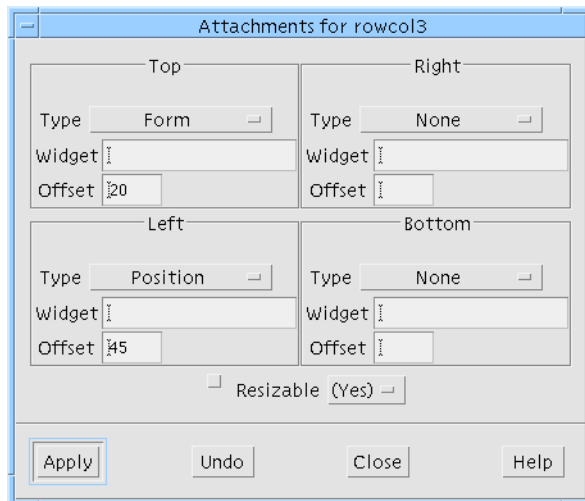 Attachments for rowcol3
Top
Type Form
Widget
Offset 20
Right
Type None
Widget
Offset
Left
Type Position
Widget
Offset 45
Bottom
Type None
Widget
Offset
Resizable (Yes)
Apply Undo Close Help